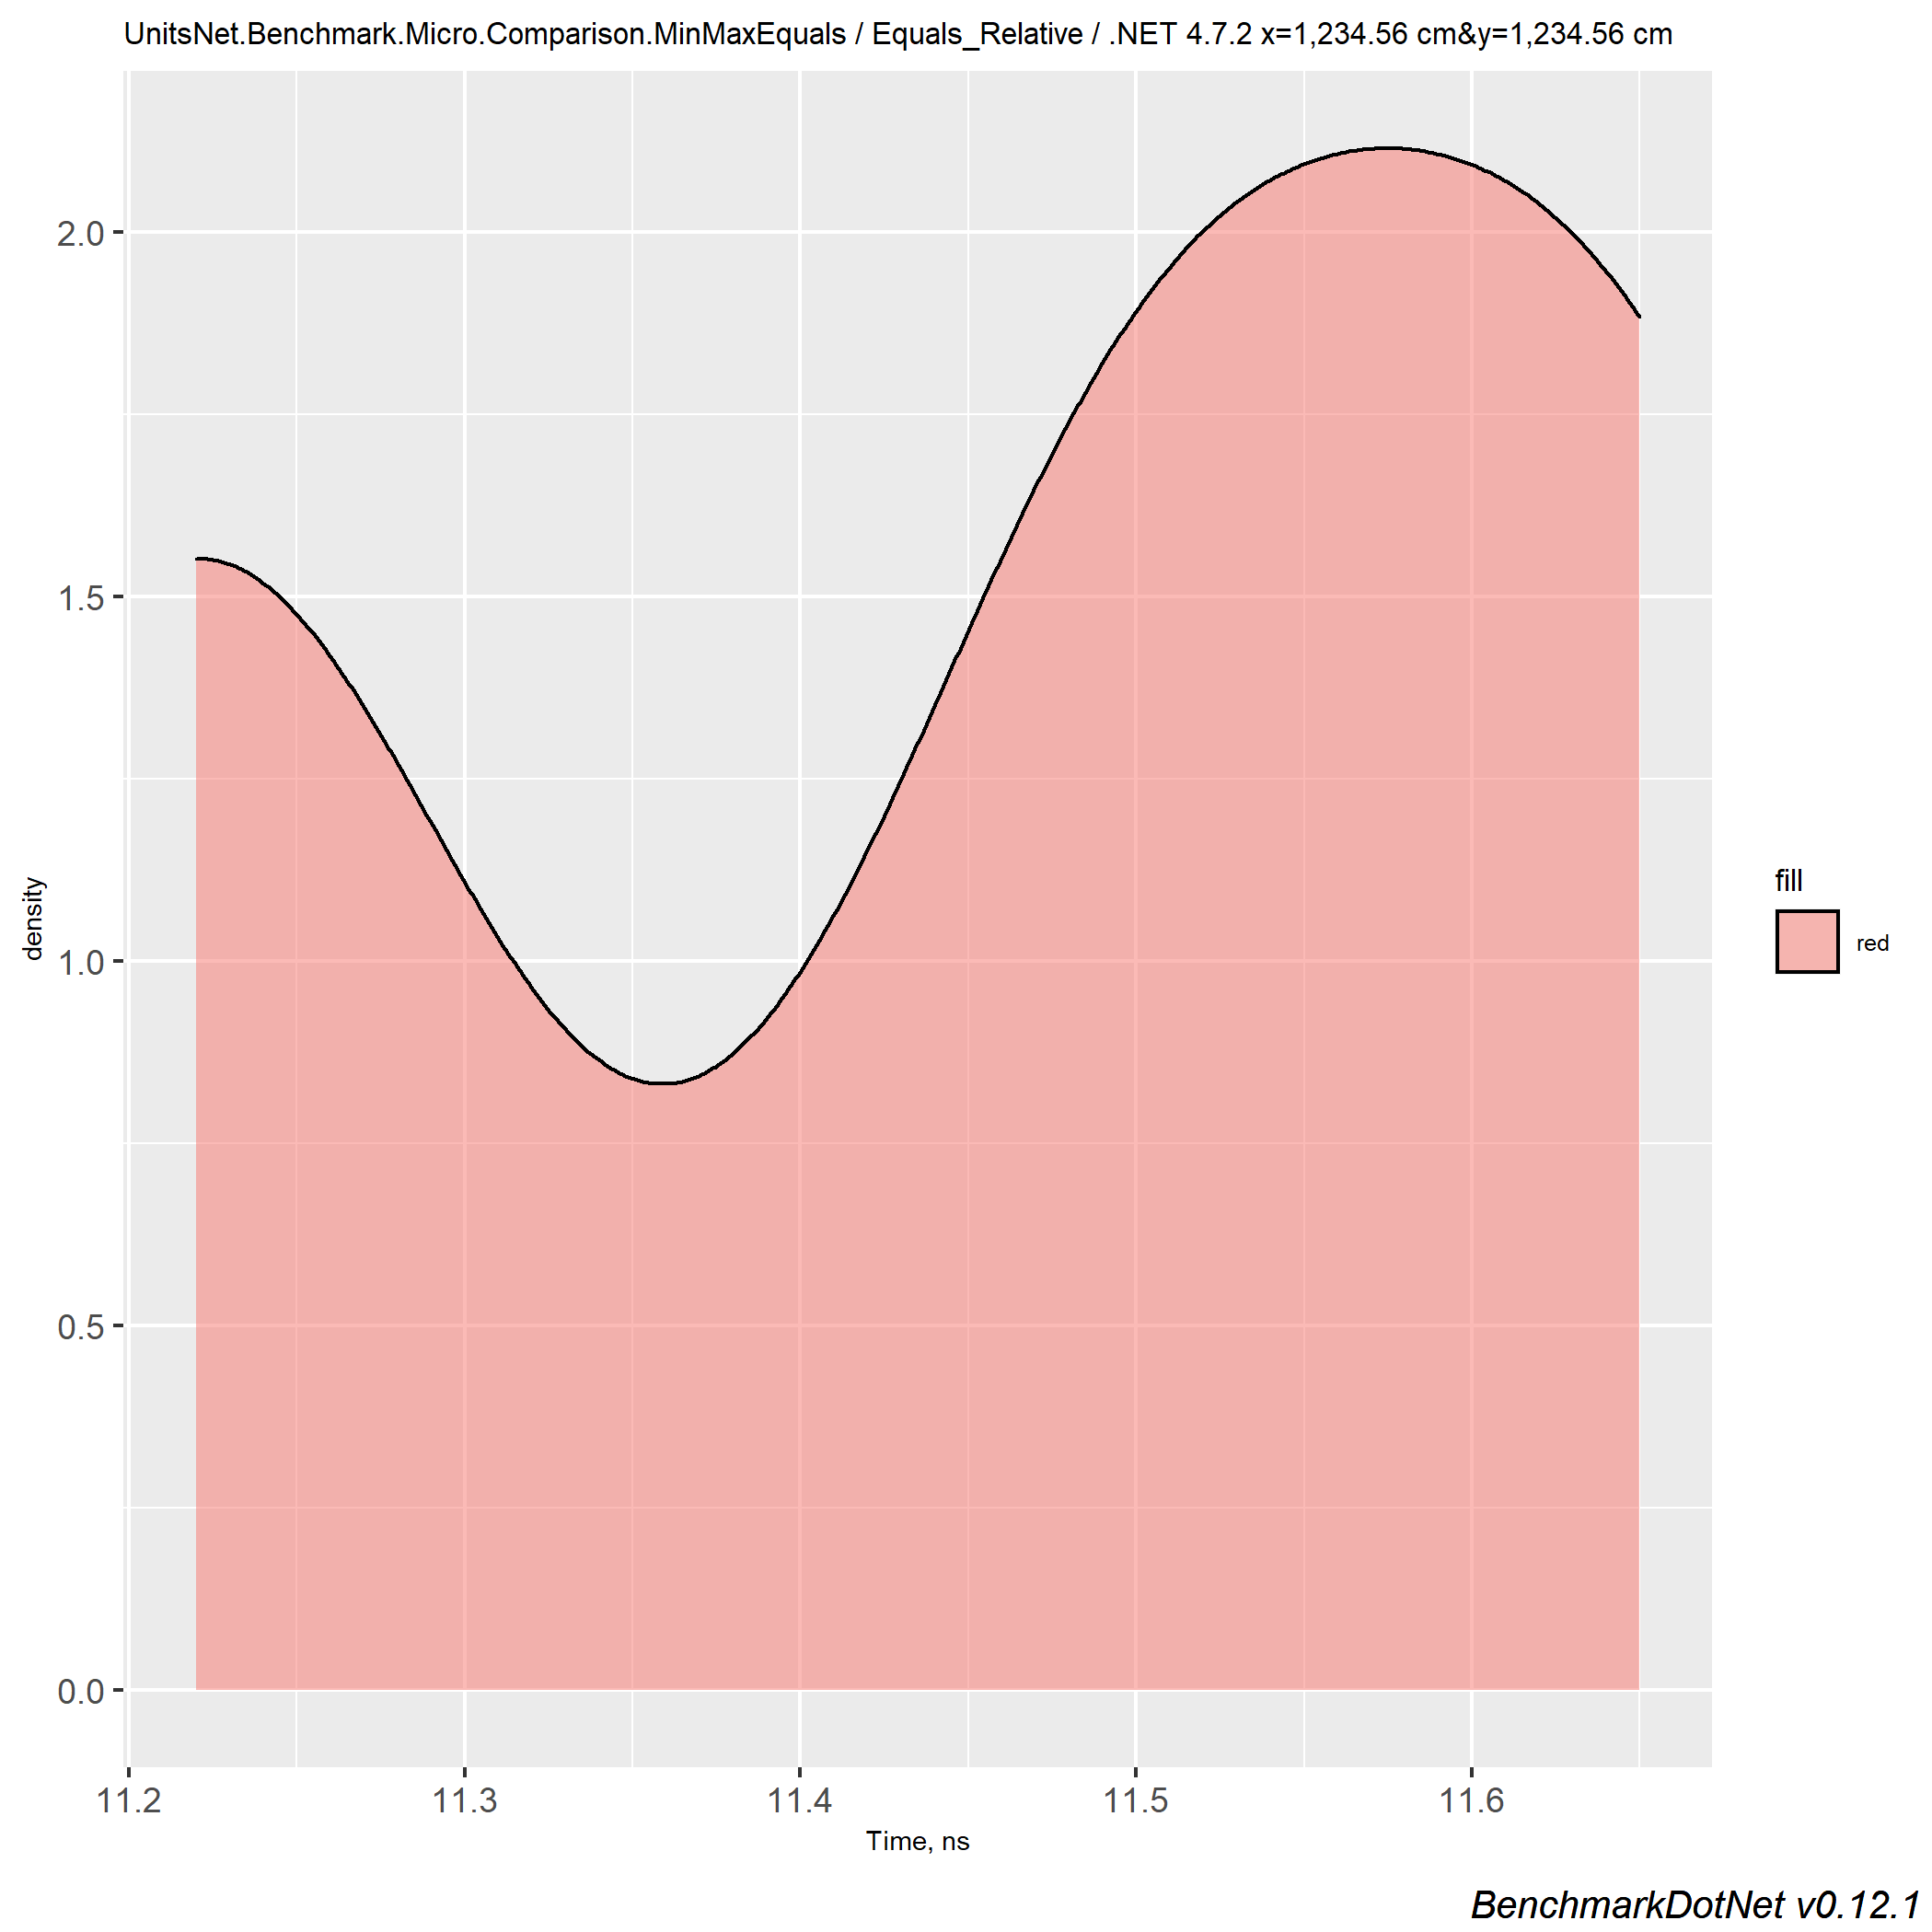 UnitsNet.Benchmark.Micro.Comparison.MinMaxEquals / Equals_Relative / .NET 4.7.2 x=1,234.56 cm&y=1,234.56 cm
density
2.0
1.5
1.0
0.5
0.0
11.2 11.3 11.4 11.5 11.6
Time, ns
fill
red
BenchmarkDotNet v0.12.1